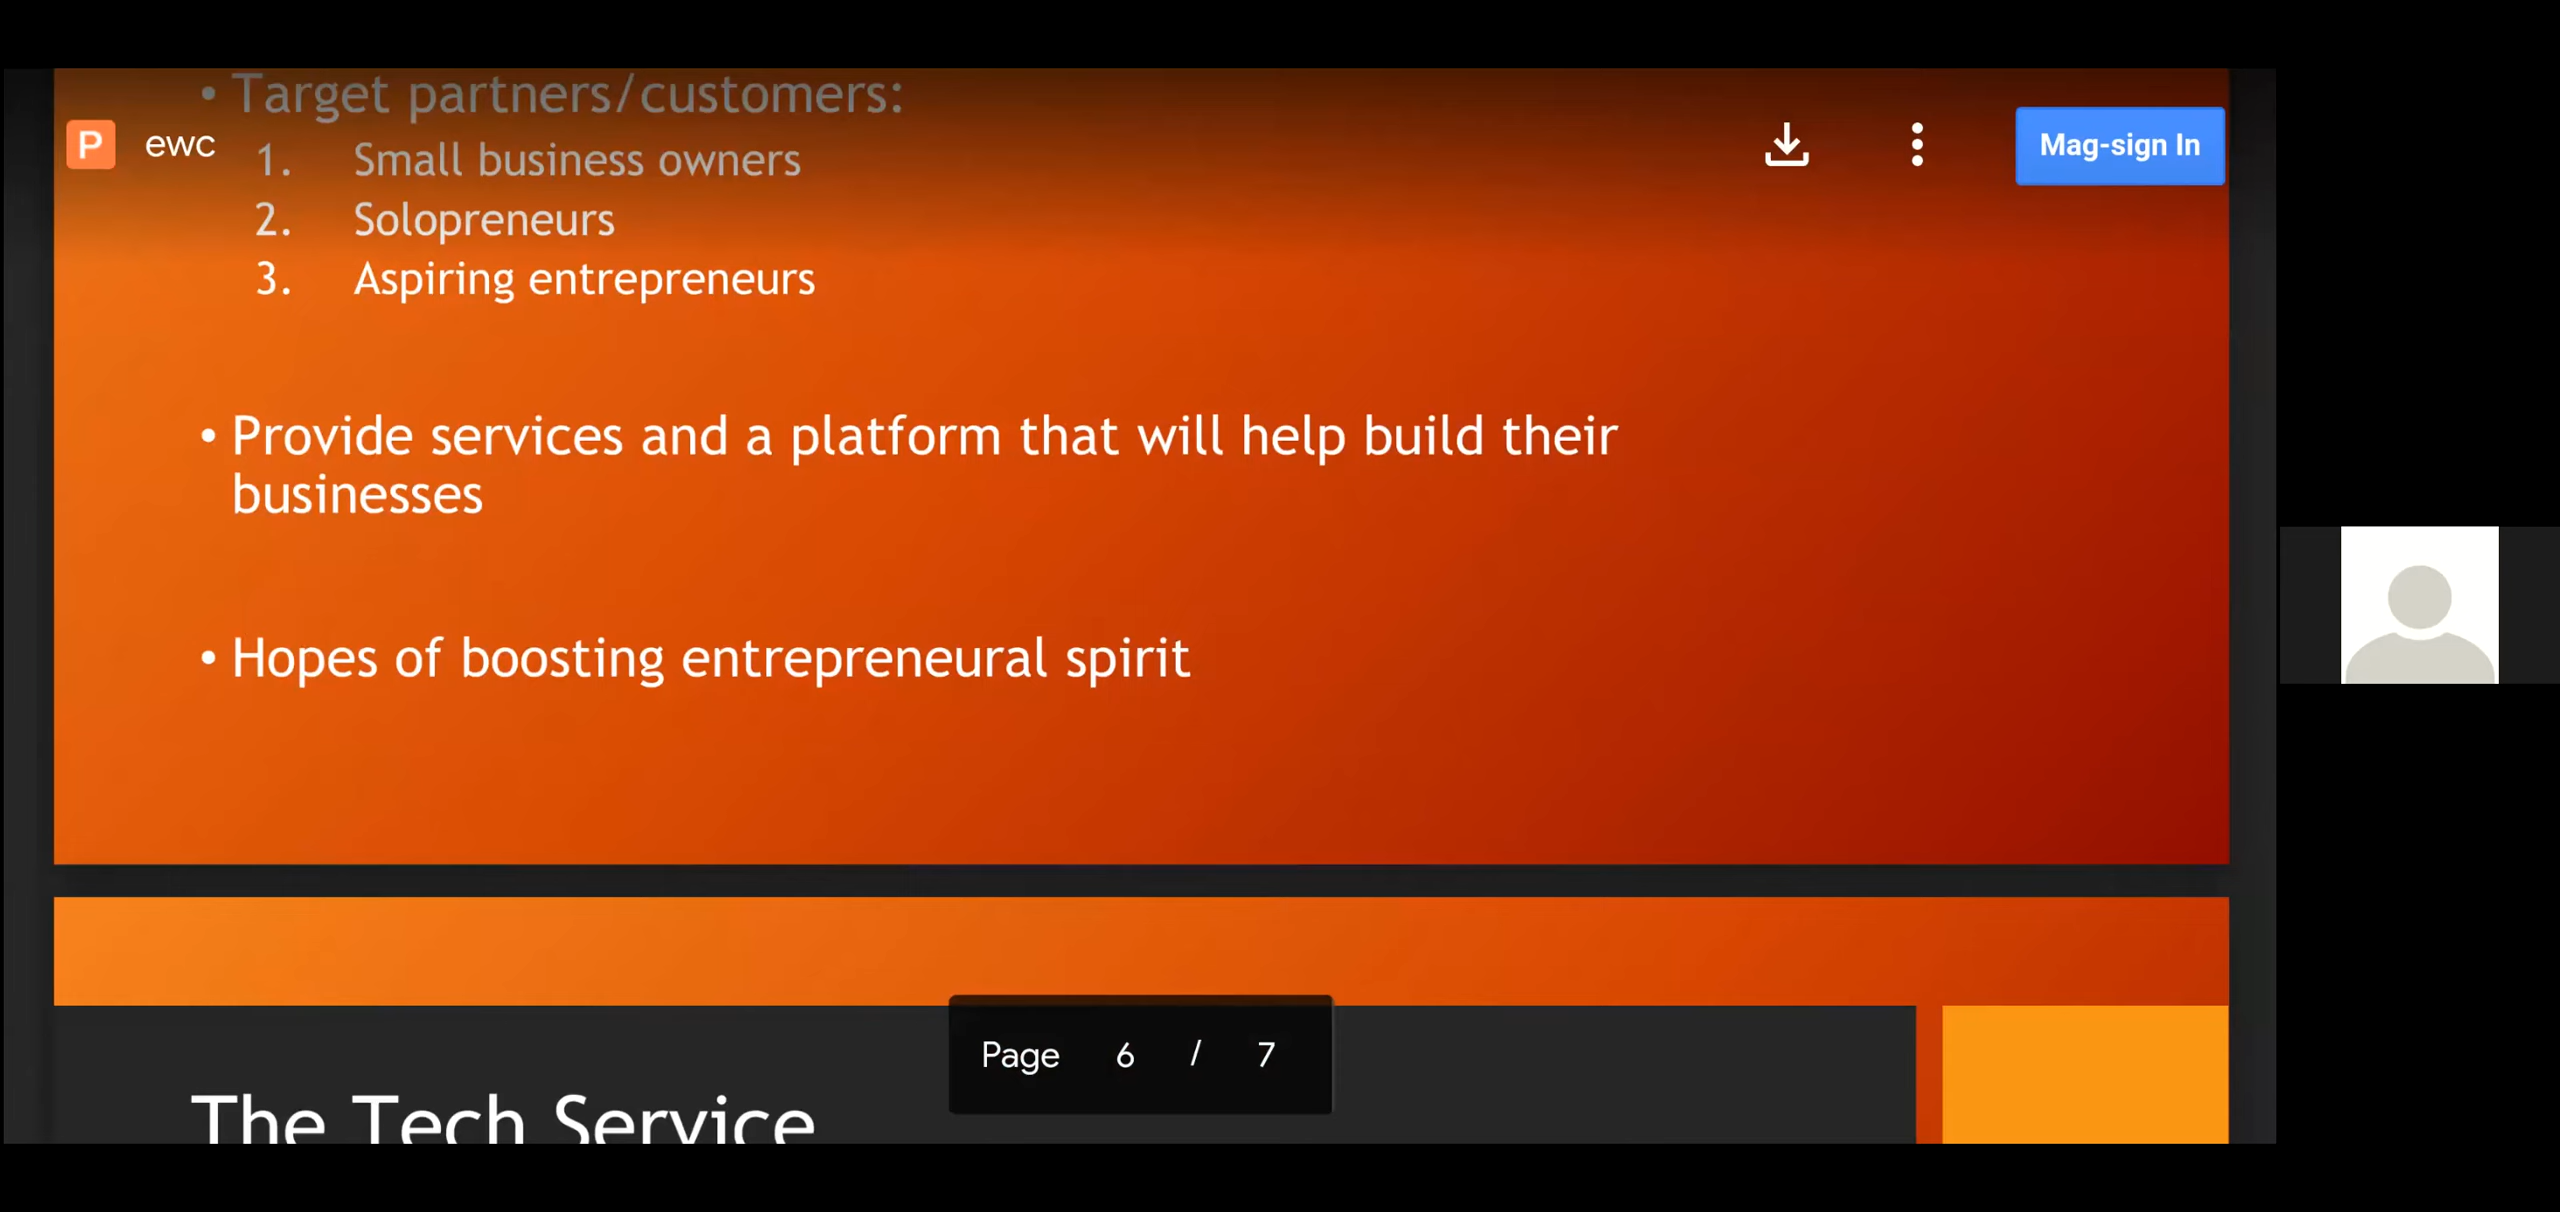 • Target partners/customers:
P ewc
Mag-sign In
1. Small business owners
2. Solopreneurs
3. Aspiring entrepreneurs
• Provide services and a platform that will help build their
businesses
• Hopes of boosting entrepreneural spirit
Page 6 / 7
The Tech Service